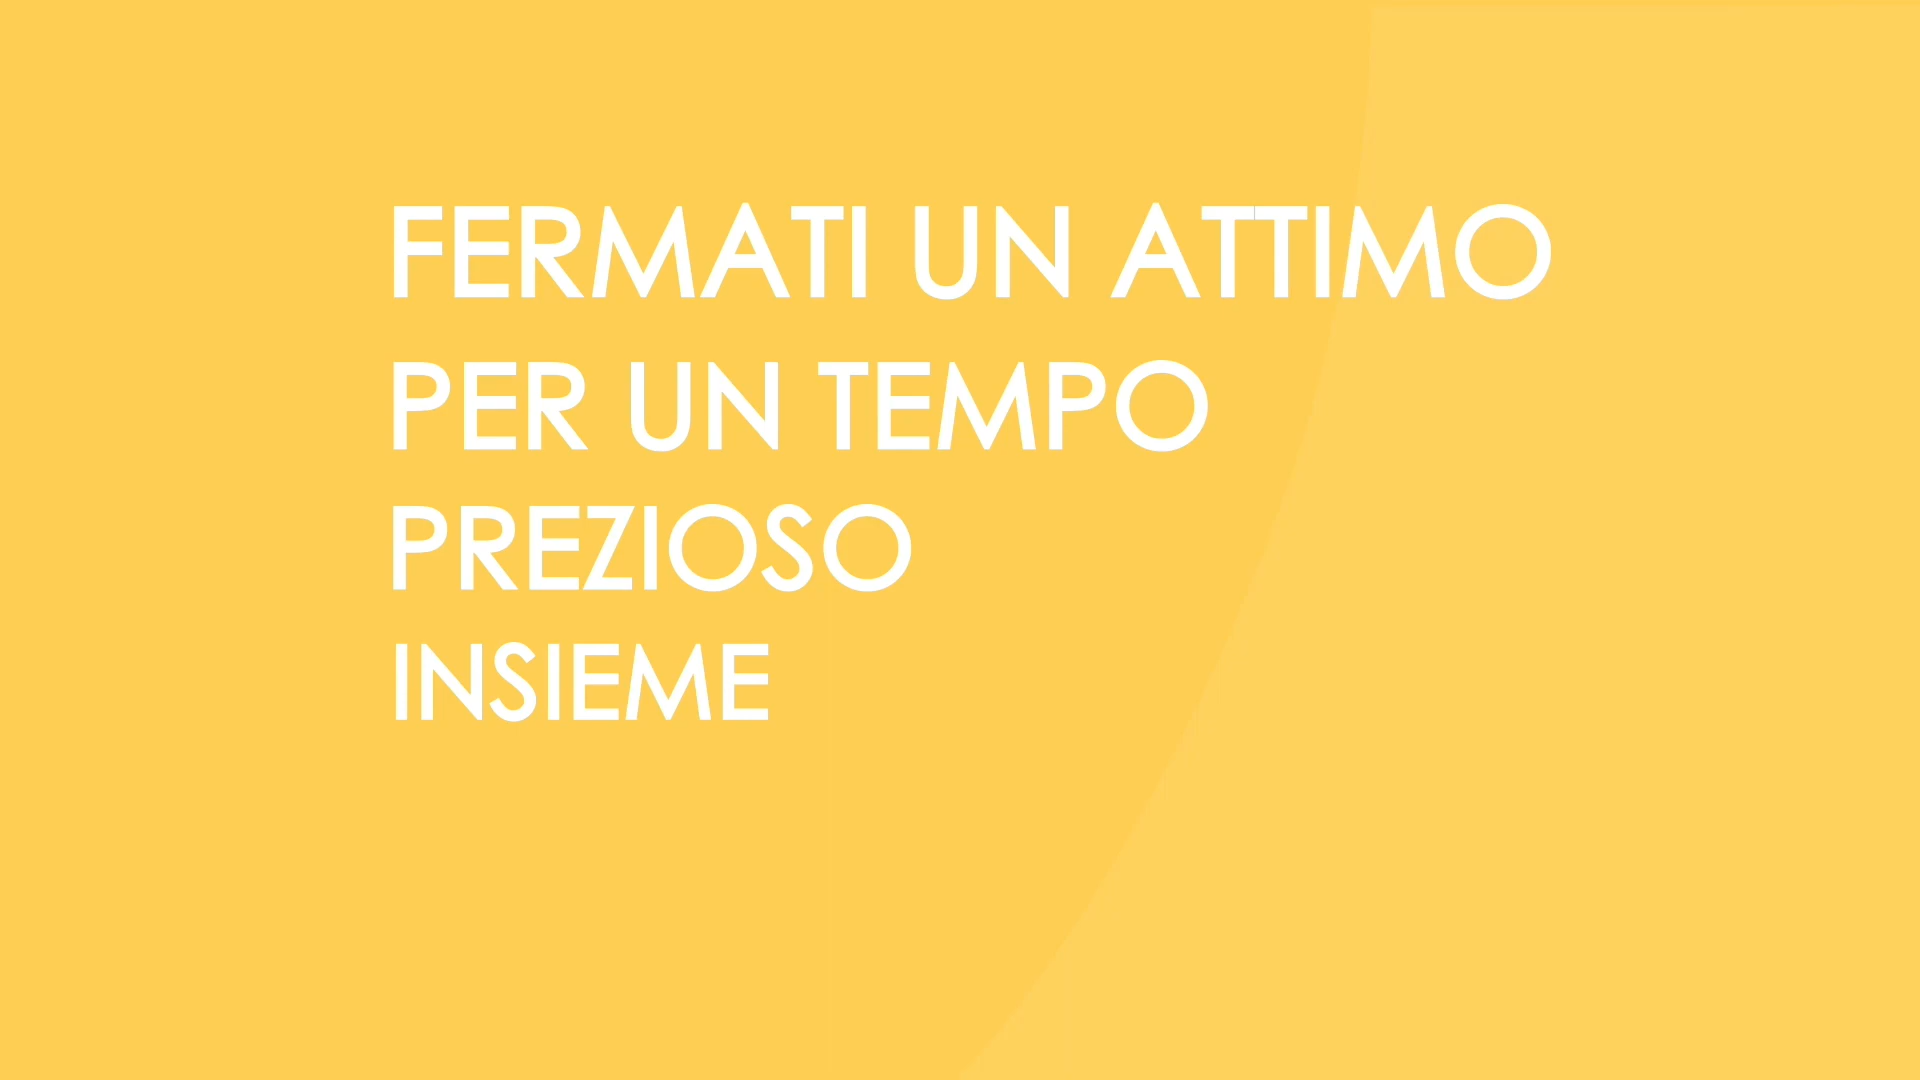 FERMATI UN ATTIMO
PER UN TEMPO
PREZIOSO
INSIEME